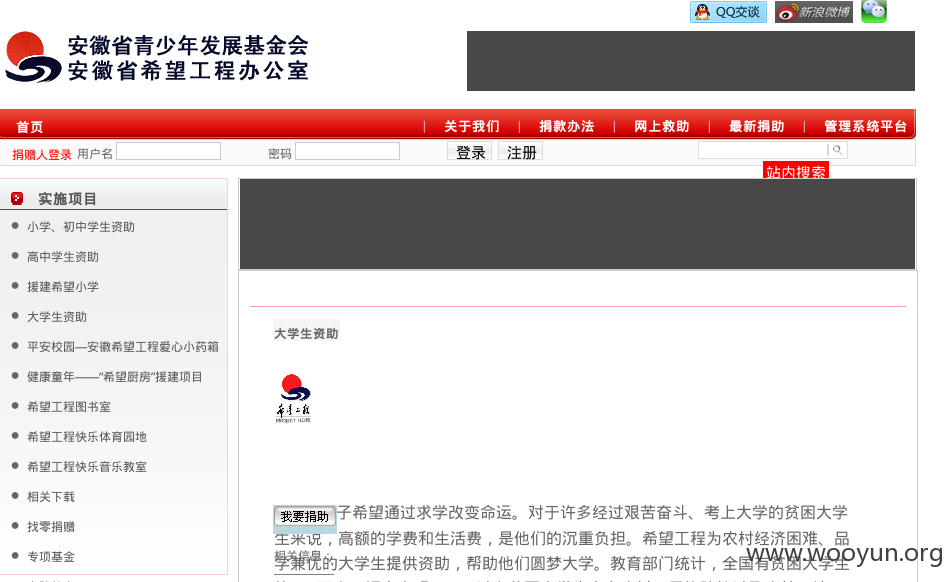 QQ交谈 新浪微博
安徽省青少年发展基金会
安徽省希望工程办公室
首页 | 关于我们 | 捐款办法 | 网上救助 | 最新捐助 | 管理系统平台
捐赠人登录 用户名 密码 登录 注册
站内搜索
实施项目
小学、初中学生资助
高中学生资助
援建希望小学
大学生资助
平安校园—安徽希望工程爱心小药箱
健康童年——“希望厨房”援建项目
希望工程图书室
希望工程快乐体育园地
希望工程快乐音乐教室
相关下载
找零捐赠
专项基金
大学生资助
希望工程
PROJECT HOPE
我要捐助
子希望通过求学改变命运。对于许多经过艰苦奋斗、考上大学的贫困大学
生来说，高额的学费和生活费，是他们的沉重负担。希望工程为农村经济困难、品
相关信息：
学兼优的大学生提供资助，帮助他们圆梦大学。教育部门统计，全国有贫困大学生
www.wooyun.org